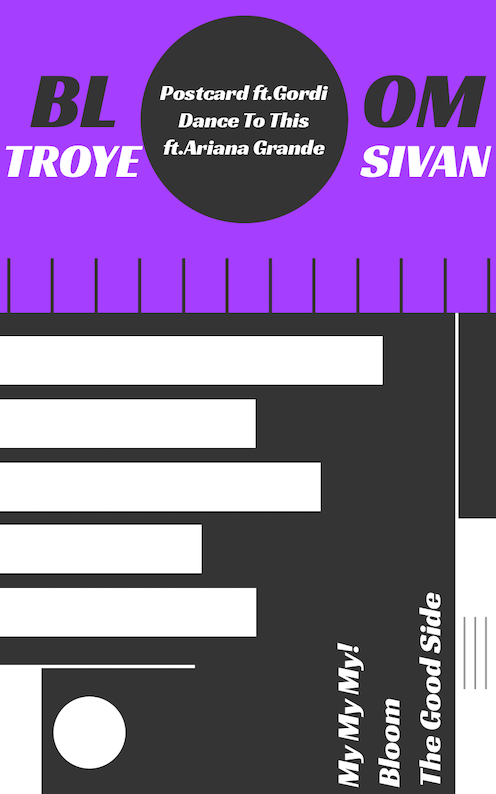 BL OM
TROYE SIVAN
Postcard ft.Gordi
Dance To This
ft.Ariana Grande
My My My!
Bloom
The Good Side